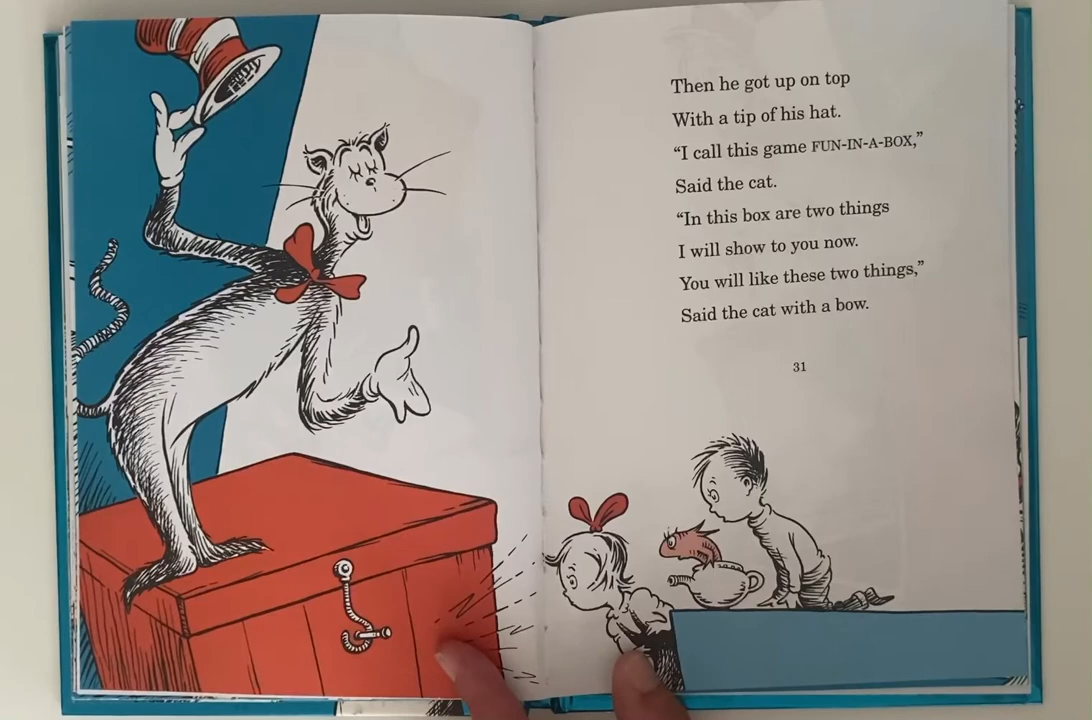 Then he got up on top
With a tip of his hat.
“I call this game FUN-IN-A-BOX,”
Said the cat.
“In this box are two things
I will show to you now.
You will like these two things,”
Said the cat with a bow.
31